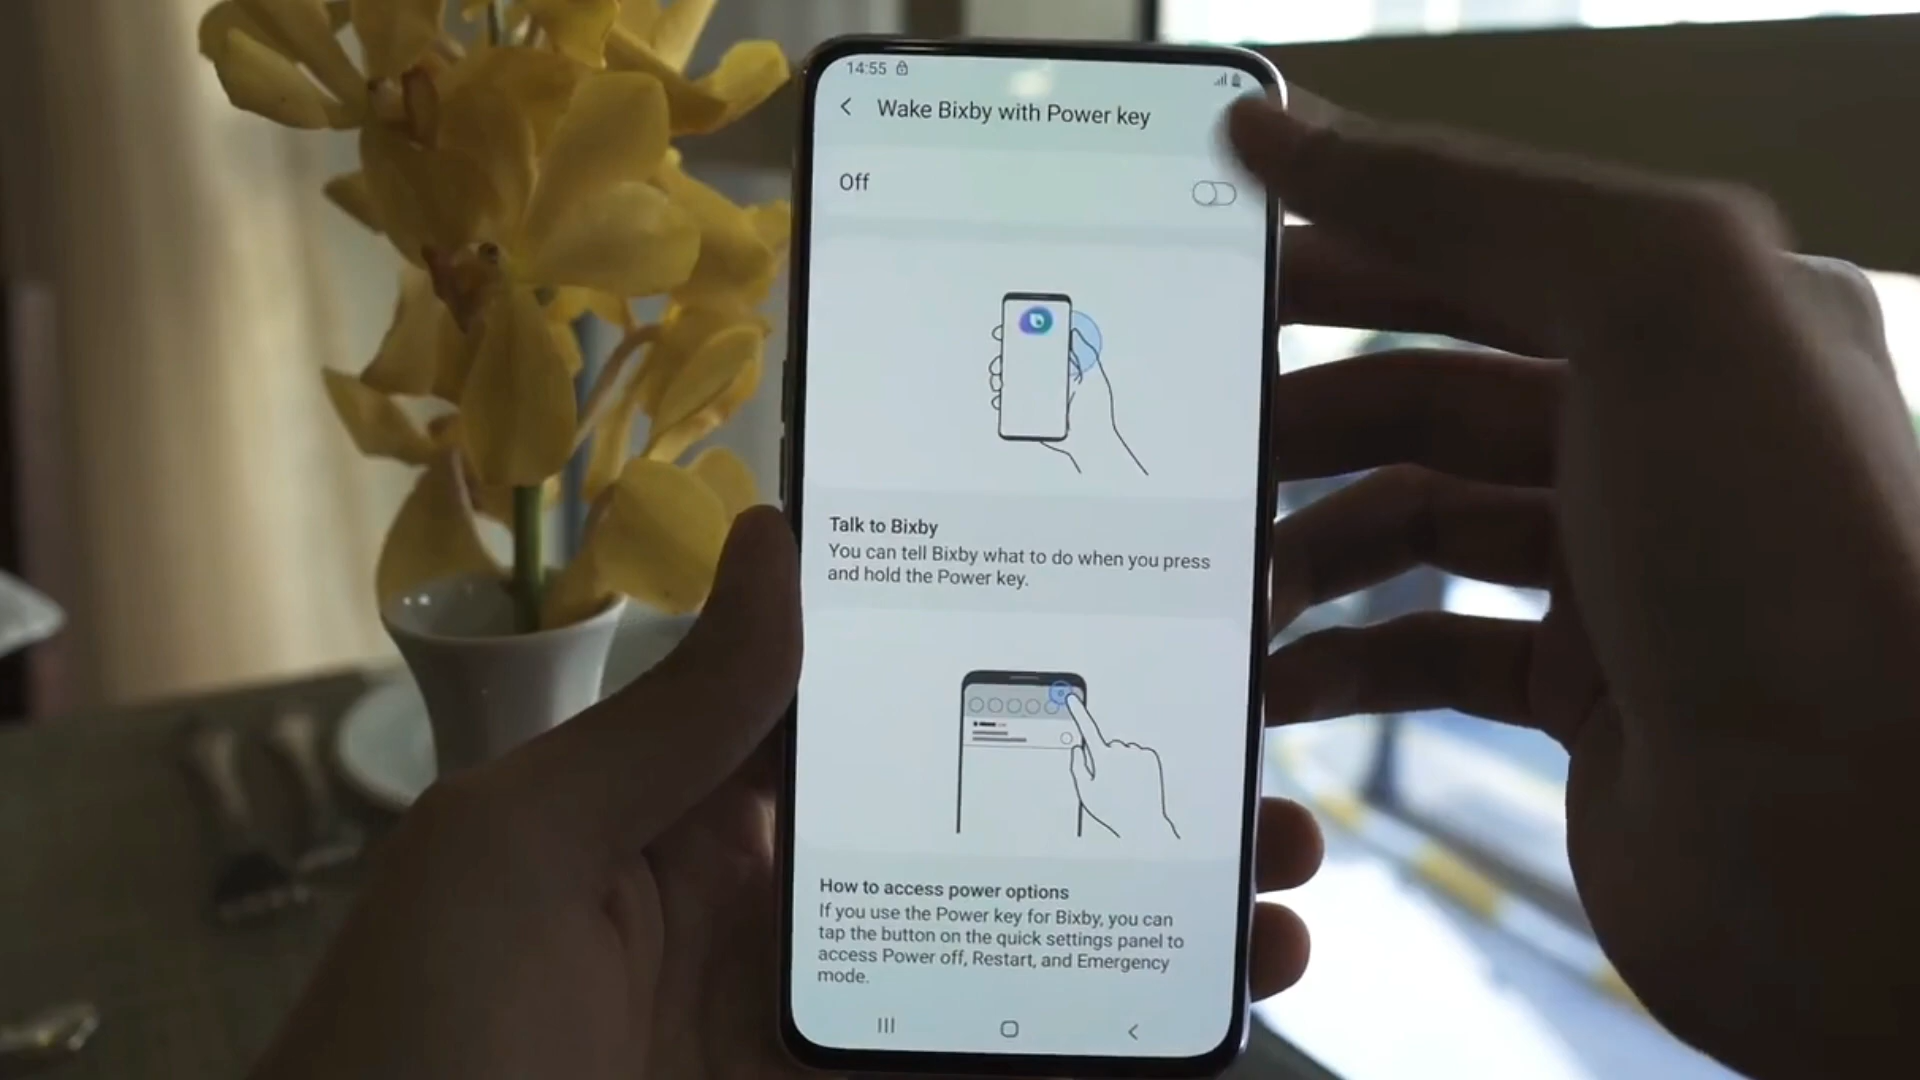 14:55
Wake Bixby with Power key
Off
Talk to Bixby
You can tell Bixby what to do when you press
and hold the Power key.
How to access power options
If you use the Power key for Bixby, you can
tap the button on the quick settings panel to
access Power off, Restart, and Emergency
mode.